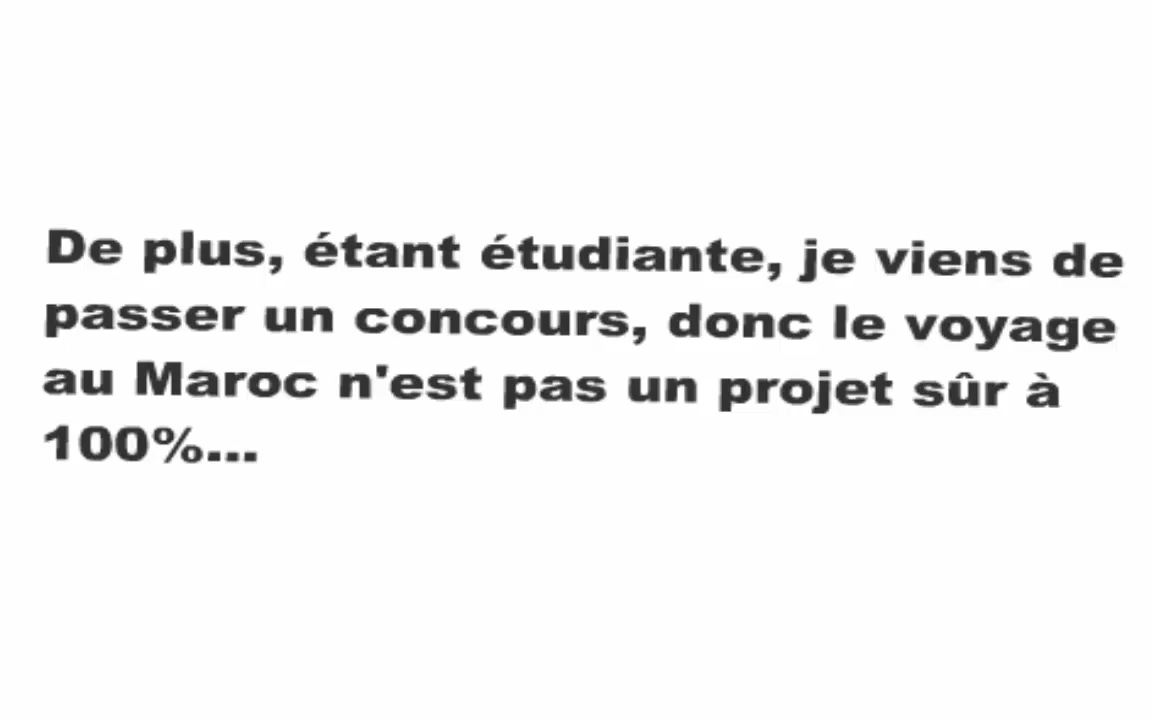 De plus, étant étudiante, je viens de
passer un concours, donc le voyage
au Maroc n'est pas un projet sûr à
100%...